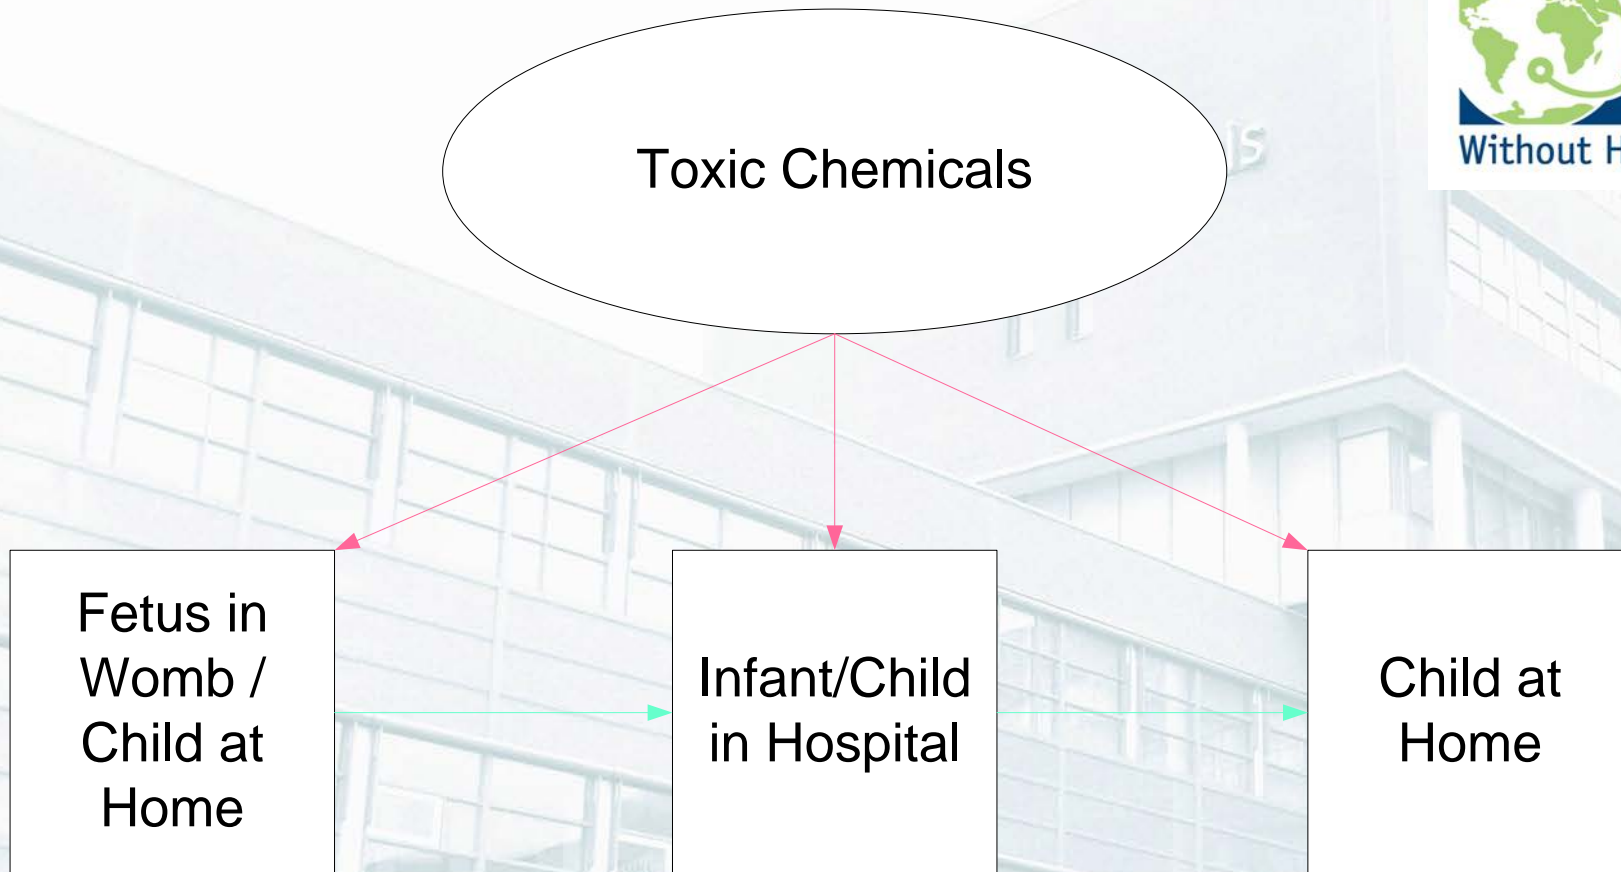 Without H
Toxic Chemicals
Fetus in
Womb /
Child at
Home
Infant/Child
in Hospital
Child at
Home